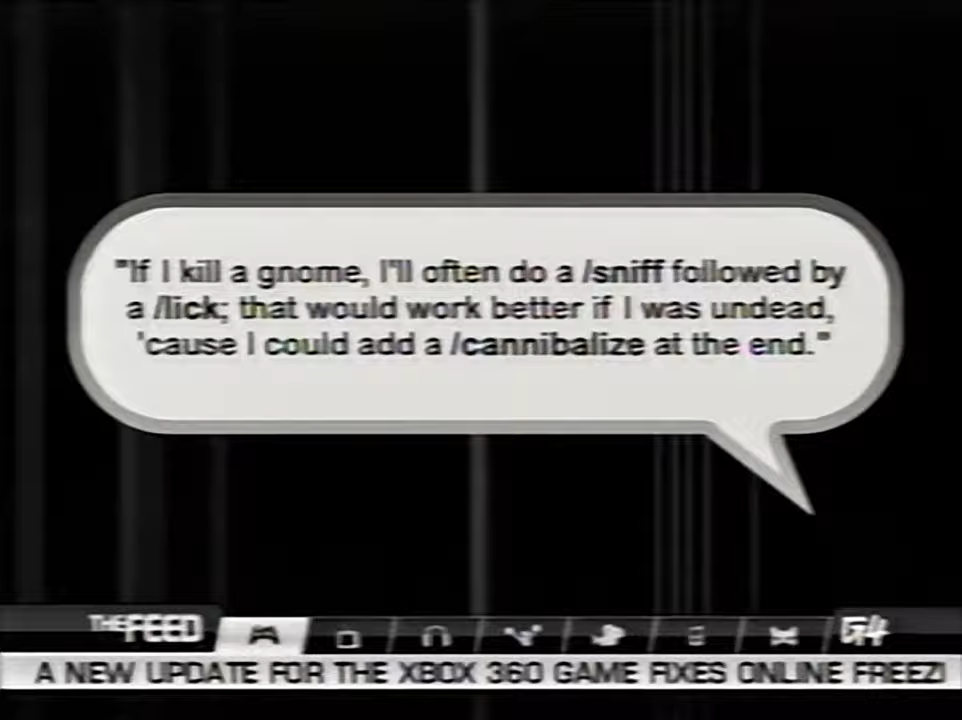 "If I kill a gnome, I'll often do a /sniff followed by
a /lick; that would work better if I was undead,
'cause I could add a /cannibalize at the end."
THE FEED
G4
A NEW UPDATE FOR THE XBOX 360 GAME FIXES ONLINE FREEZI